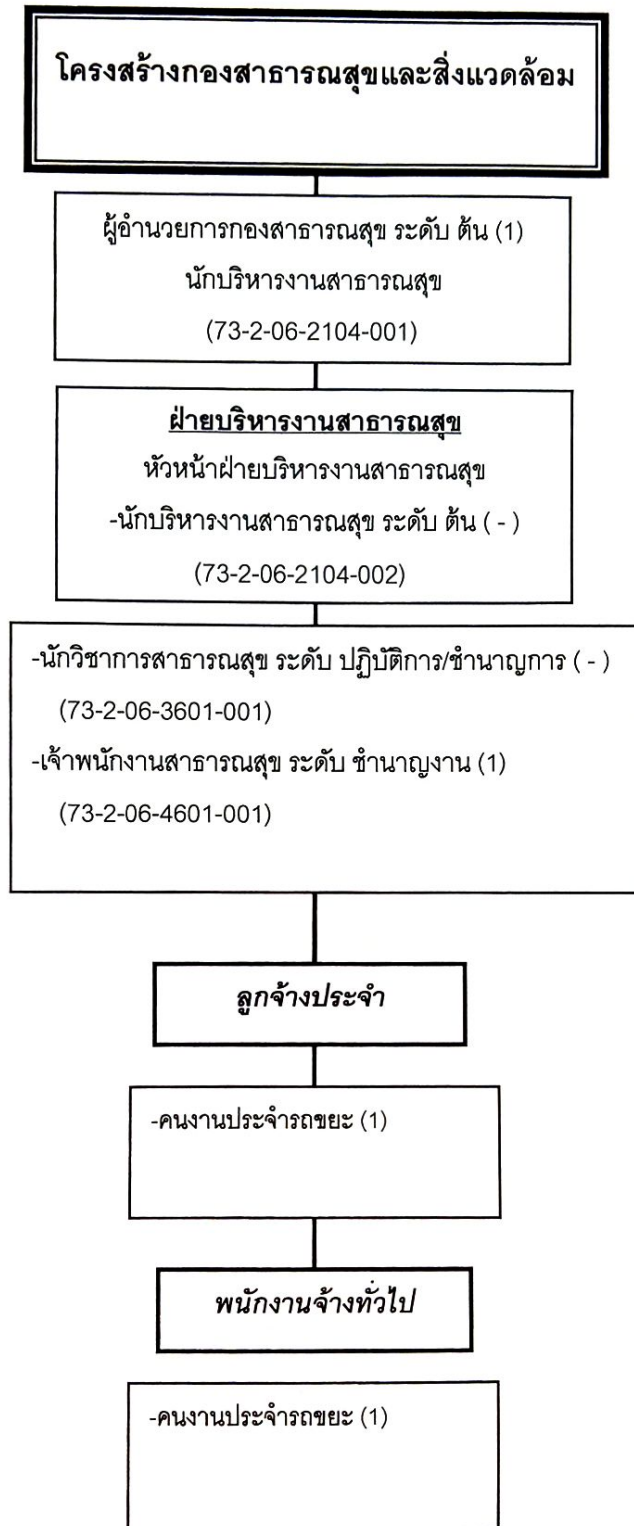 โครงสร้างกองสาธารณสุขและสิ่งแวดล้อม
ผู้อำนวยการกองสาธารณสุข ระดับ ต้น (1)
นักบริหารงานสาธารณสุข
(73-2-06-2104-001)
ฝ่ายบริหารงานสาธารณสุข
หัวหน้าฝ่ายบริหารงานสาธารณสุข
-นักบริหารงานสาธารณสุข ระดับ ต้น ( - )
(73-2-06-2104-002)
-นักวิชาการสาธารณสุข ระดับ ปฏิบัติการ/ชำนาญการ ( - )
(73-2-06-3601-001)
-เจ้าพนักงานสาธารณสุข ระดับ ชำนาญงาน (1)
(73-2-06-4601-001)
ลูกจ้างประจำ
-คนงานประจำรถขยะ (1)
พนักงานจ้างทั่วไป
-คนงานประจำรถขยะ (1)